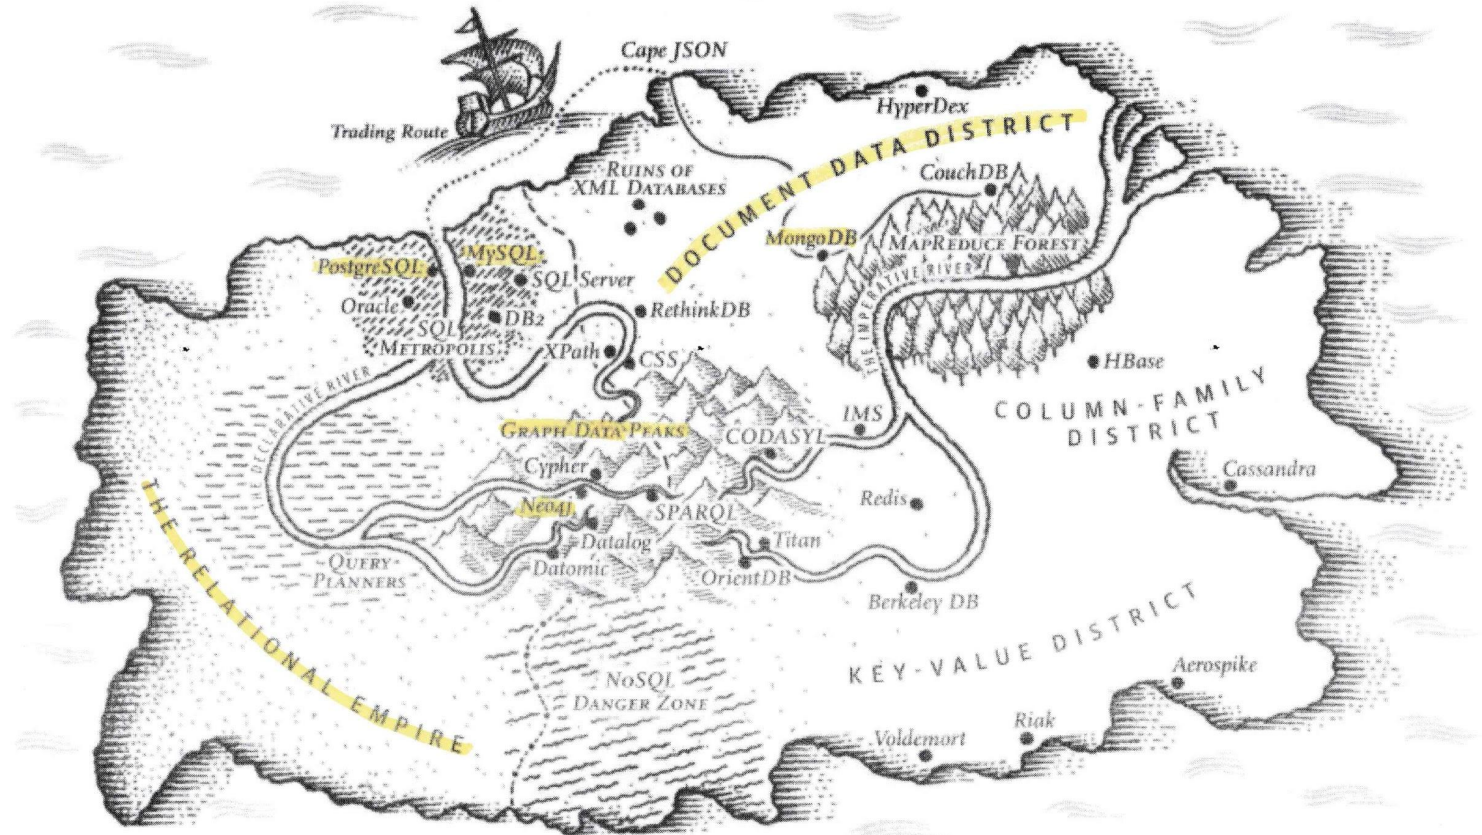 Cape JSON
Trading Route
HyperDex
DOCUMENT DATA DISTRICT
RUINS OF
XML DATABASES
CouchDB
MongoDB
MAPREDUCE FOREST
THE IMPERATIVE RIVER
PostgreSQL
MySQL
SQL Server
Oracle
DB2
SQL
METROPOLIS
RethinkDB
XPath
CSS
HBase
THE DECLARATIVE RIVER
COLUMN-FAMILY
DISTRICT
GRAPH DATA PEAKS
IMS
CODASYL
Cypher
Cassandra
Neo4J
SPARQL
Redis
Datalog
Titan
QUERY
PLANNERS
Datomic
OrientDB
Berkeley DB
THE RELATIONAL EMPIRE
NOSQL
DANGER ZONE
KEY-VALUE DISTRICT
Aerospike
Riak
Voldemort